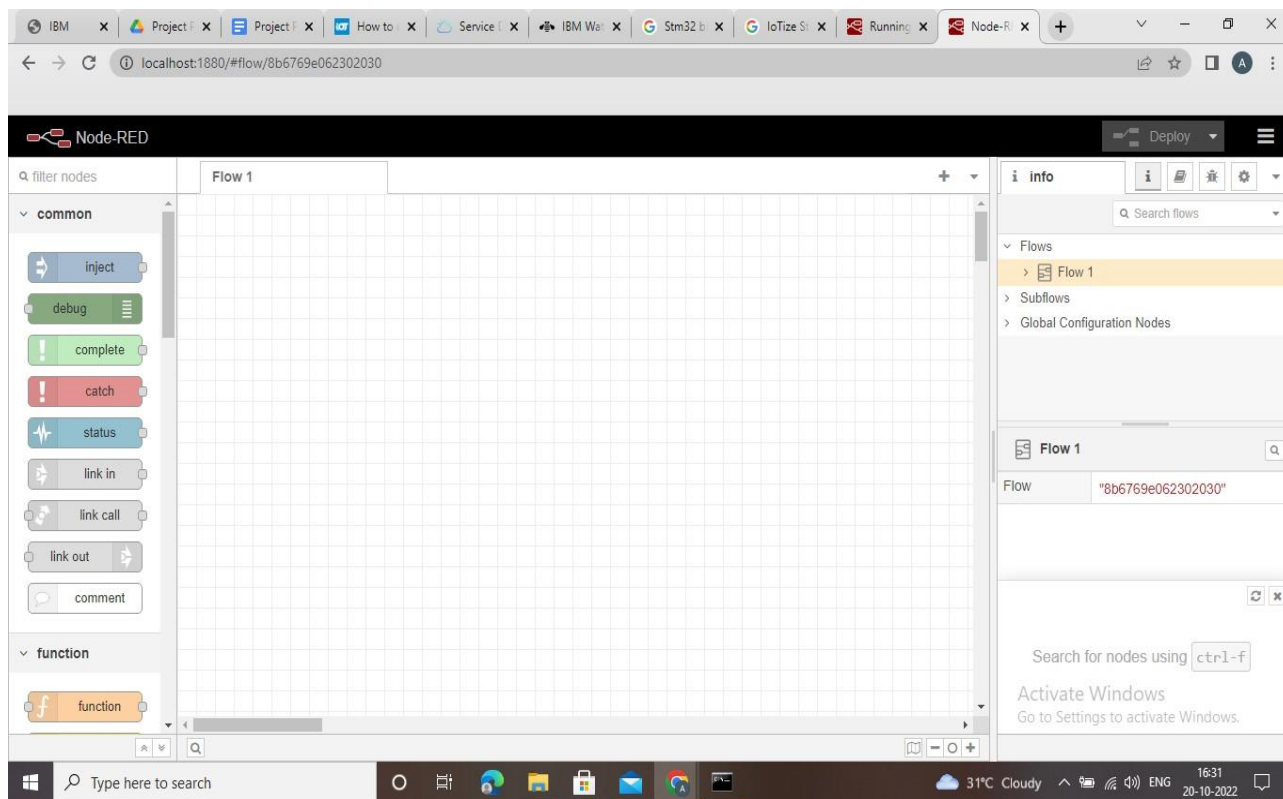 IBM
Project F
Project F
How to c
Service D
IBM Wat
Stm32 b
IoTize St
Running
Node-R
localhost:1880/#flow/8b6769e062302030
A
Node-RED
Deploy
filter nodes
Flow 1
i info
i
common
Search flows
Flows
inject
Flow 1
debug
Subflows
complete
Global Configuration Nodes
catch
status
Flow 1
link in
Flow
"8b6769e062302030"
link call
link out
comment
function
Search for nodes using ctrl-f
function
Activate Windows
Go to Settings to activate Windows.
Type here to search
31°C Cloudy
ENG
16:31
20-10-2022